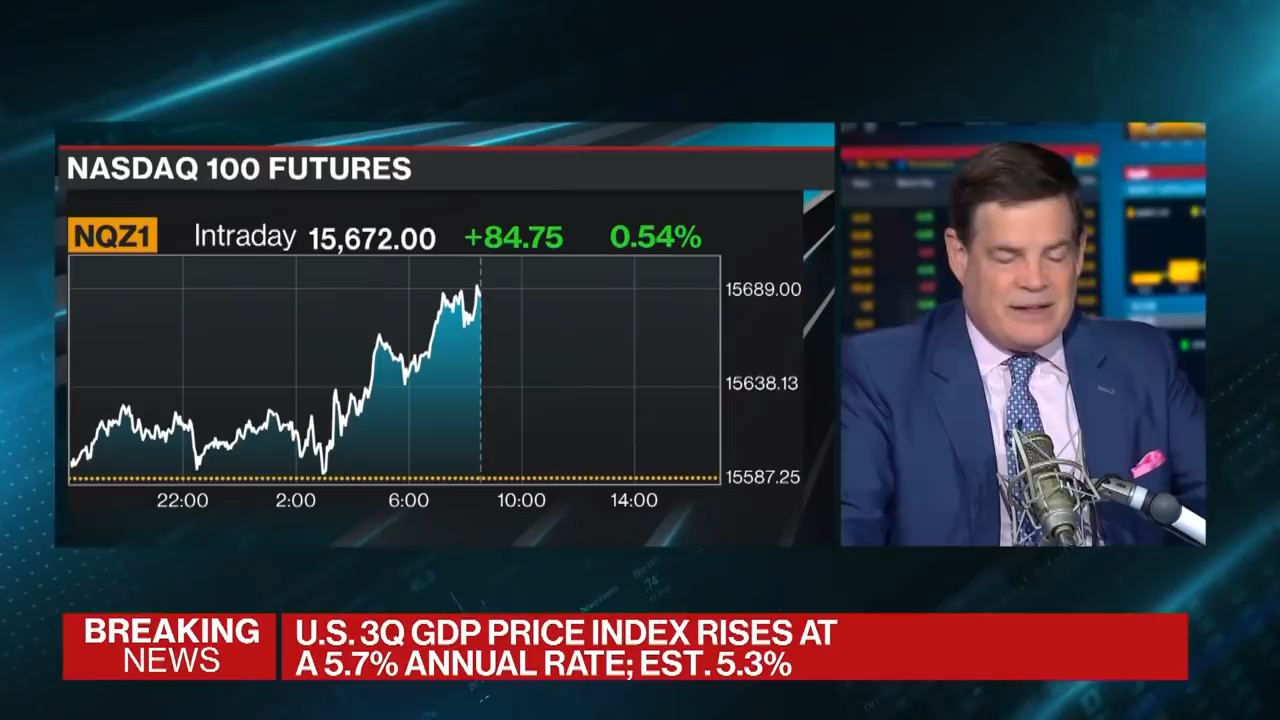 NASDAQ 100 FUTURES
NQZ1 Intraday 15,672.00 +84.75 0.54%
15689.00
15638.13
15587.25
22:00 2:00 6:00 10:00 14:00
BREAKING NEWS
U.S. 3Q GDP PRICE INDEX RISES AT
A 5.7% ANNUAL RATE; EST. 5.3%